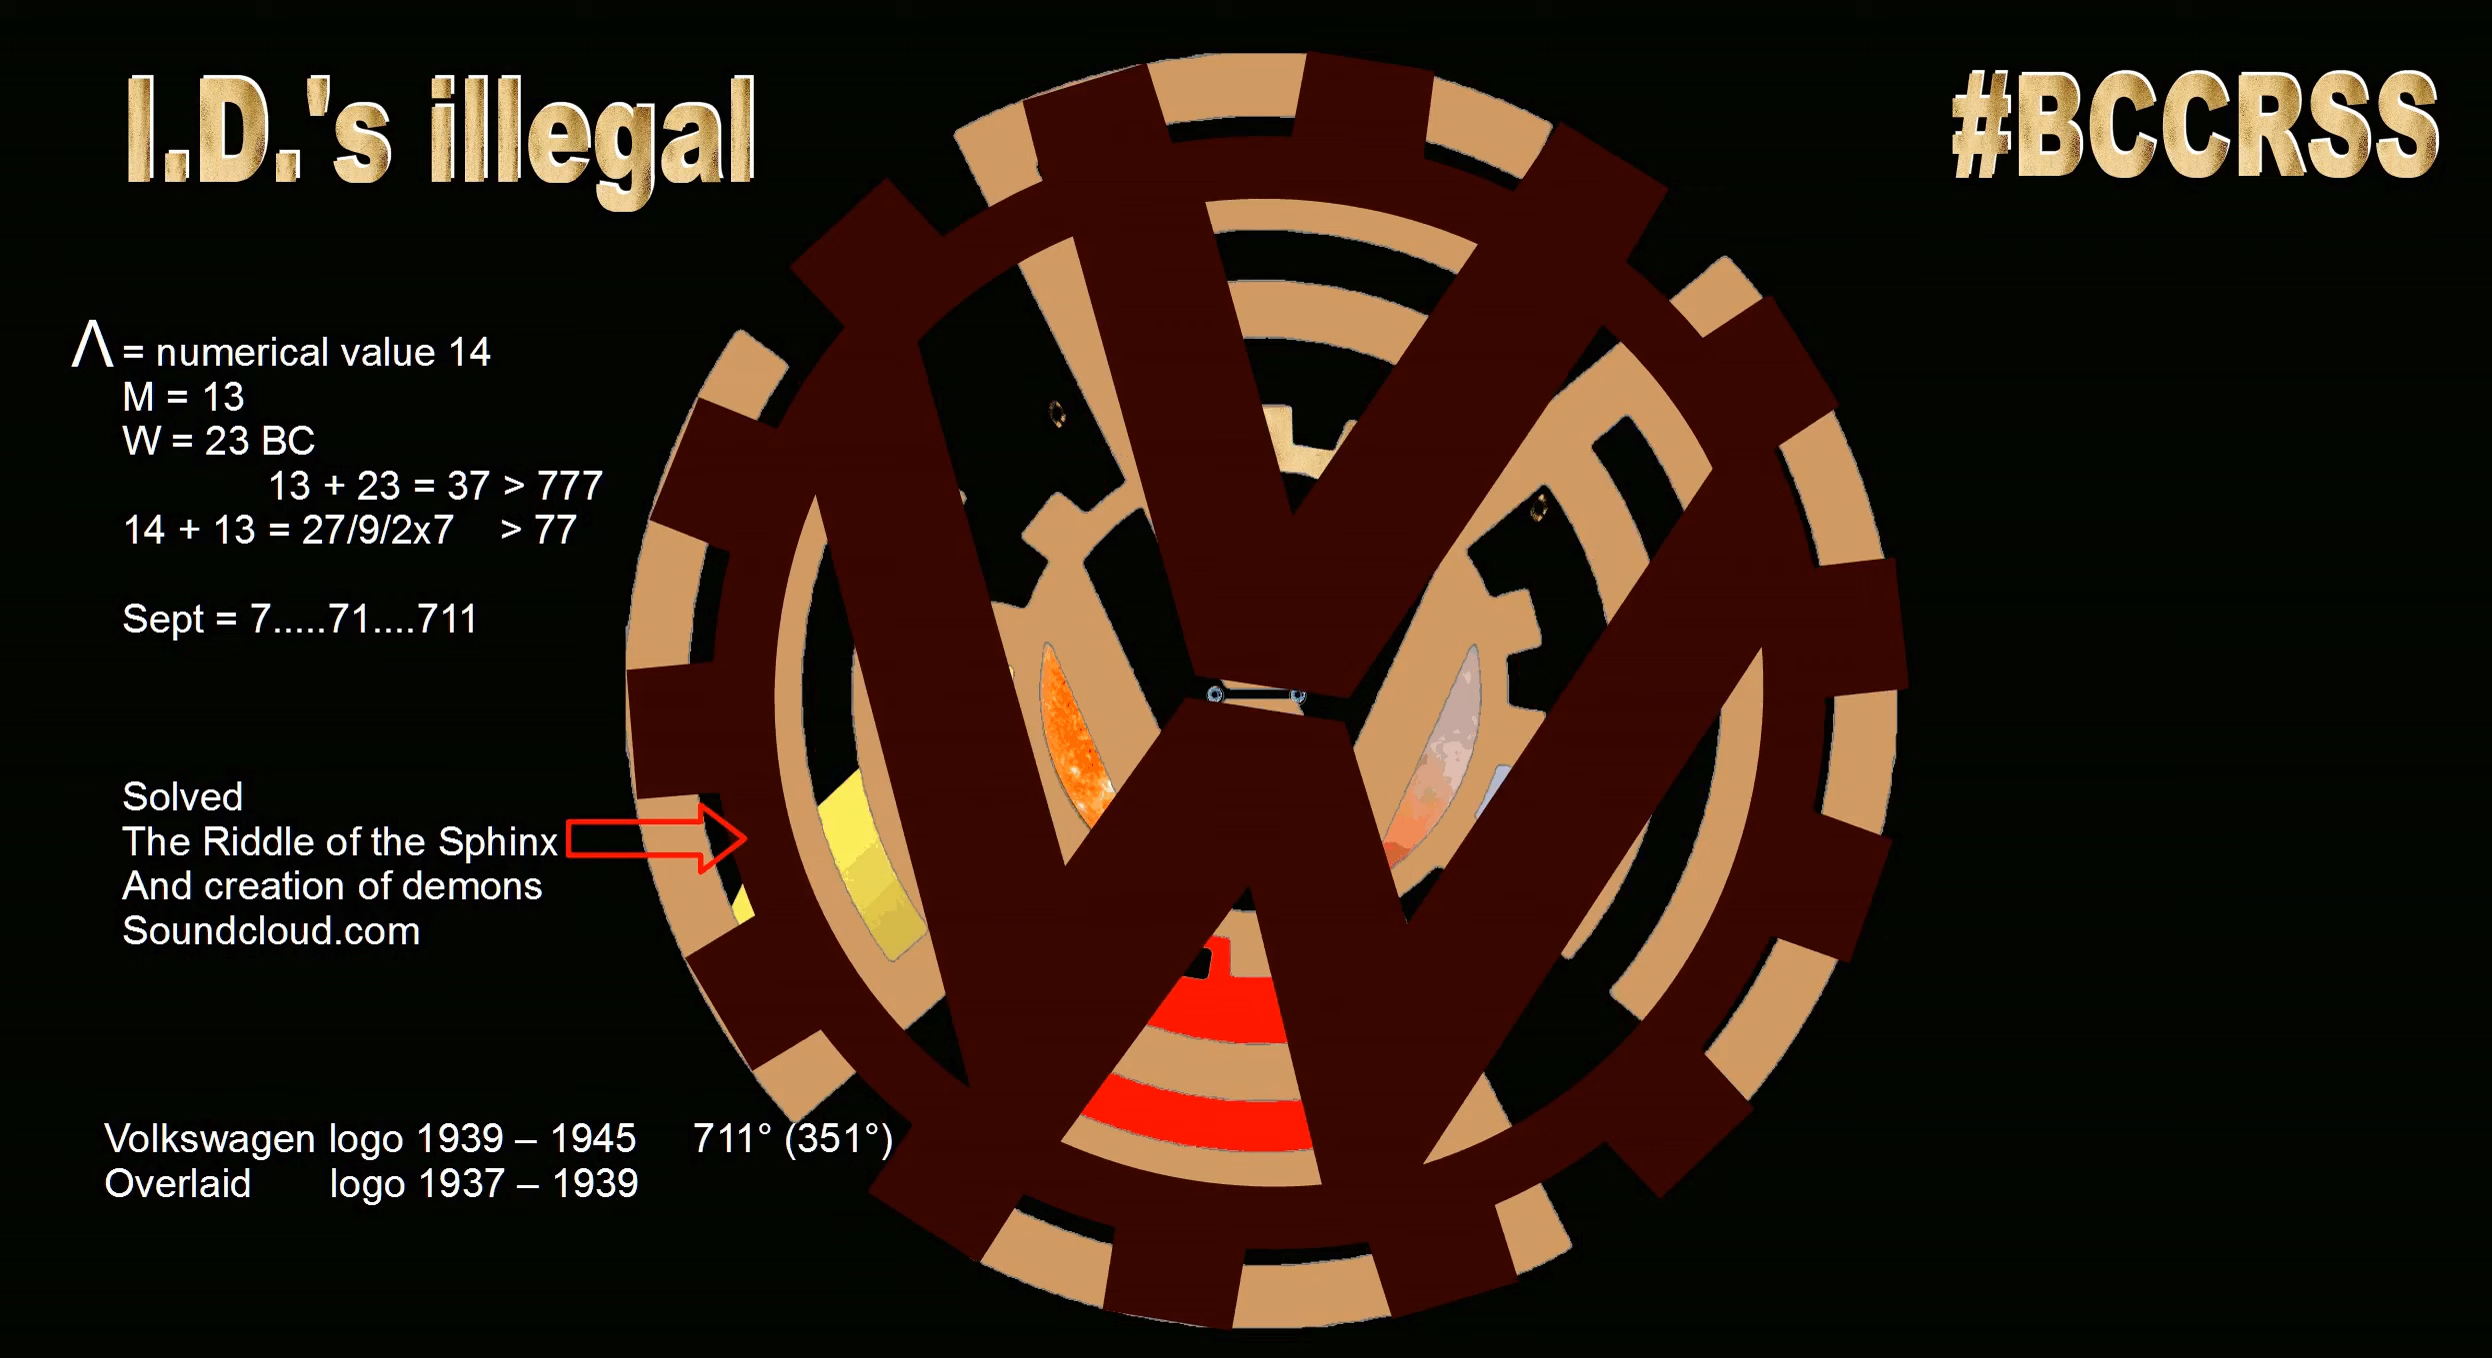 I.D.'s illegal
#BCCRSS
Λ = numerical value 14
M = 13
W = 23 BC
13 + 23 = 37 > 777
14 + 13 = 27/9/2x7 > 77
Sept = 7.....71....711
Solved
The Riddle of the Sphinx
And creation of demons
Soundcloud.com
Volkswagen logo 1939 – 1945 711° (351°)
Overlaid logo 1937 – 1939